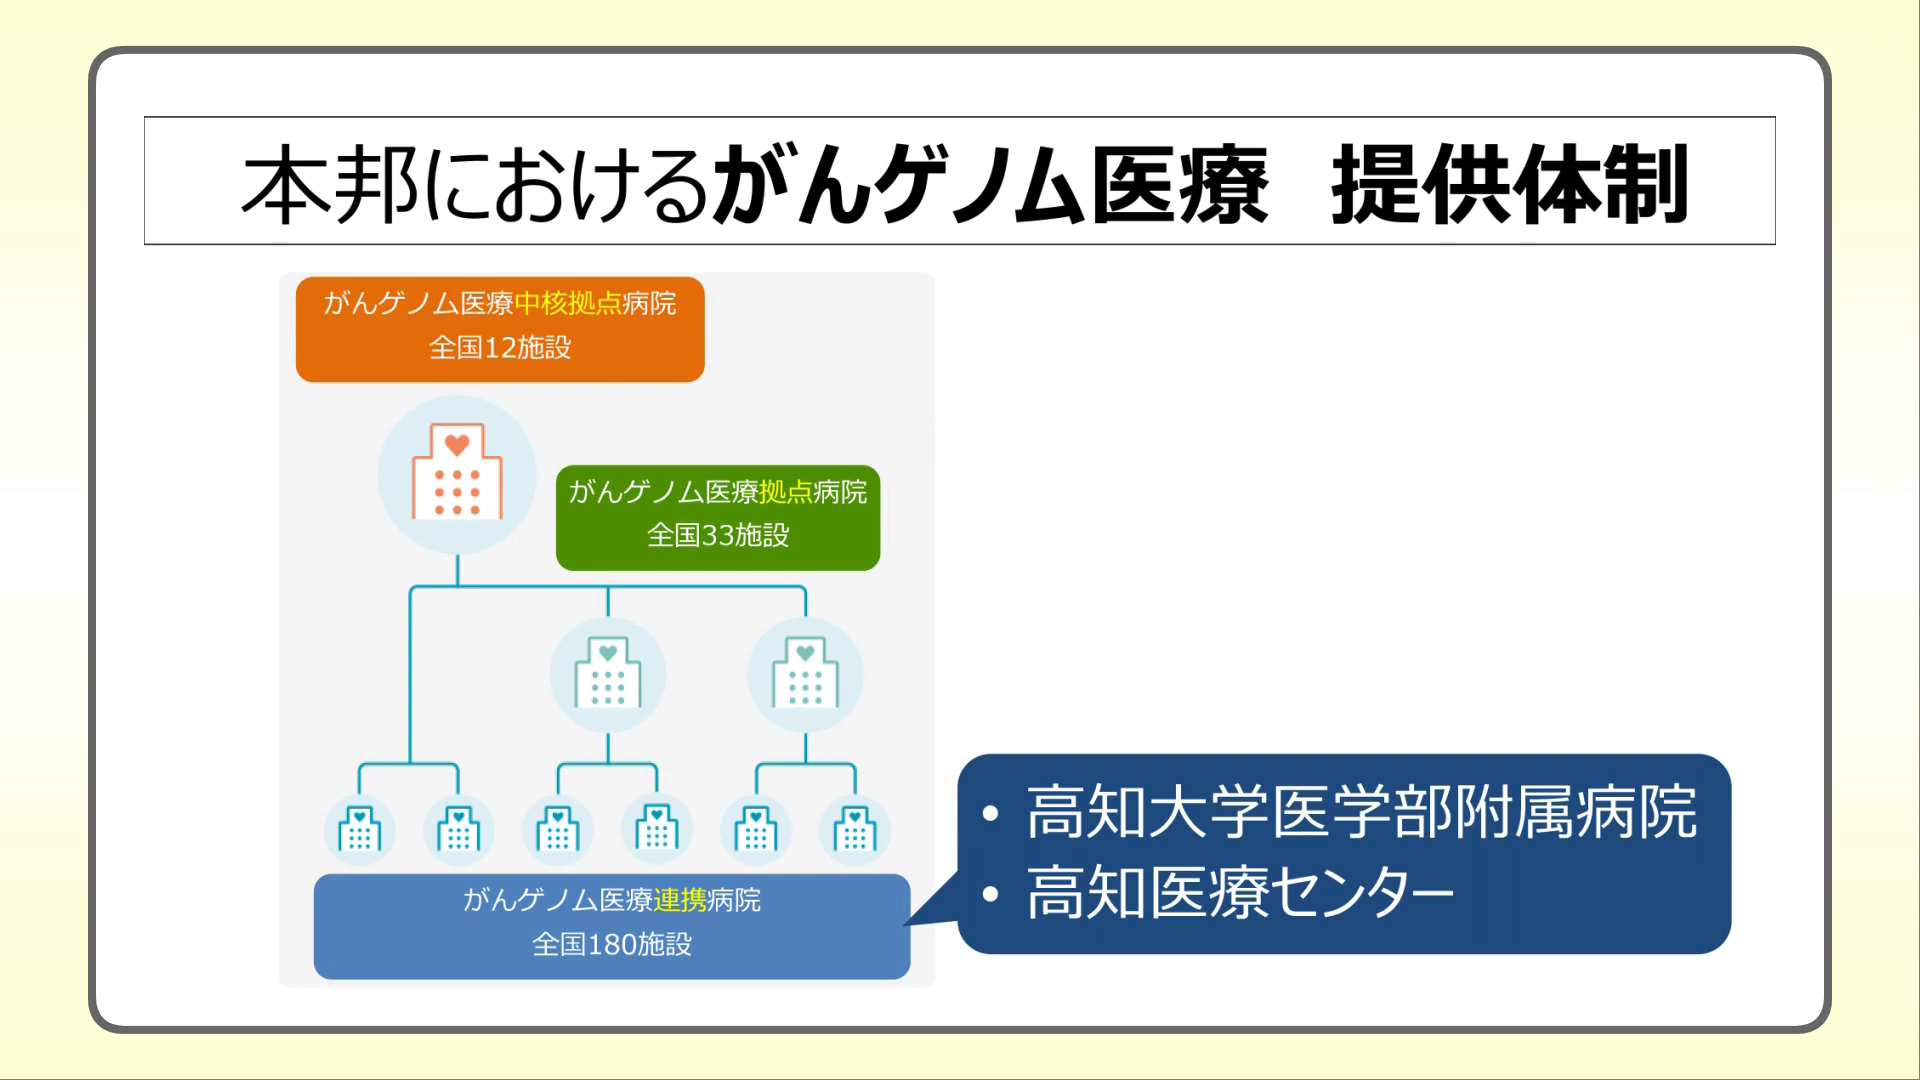 本邦におけるがんゲノム医療　提供体制
がんゲノム医療中核拠点病院
全国12施設
がんゲノム医療拠点病院
全国33施設
がんゲノム医療連携病院
全国180施設
• 高知大学医学部附属病院
• 高知医療センター